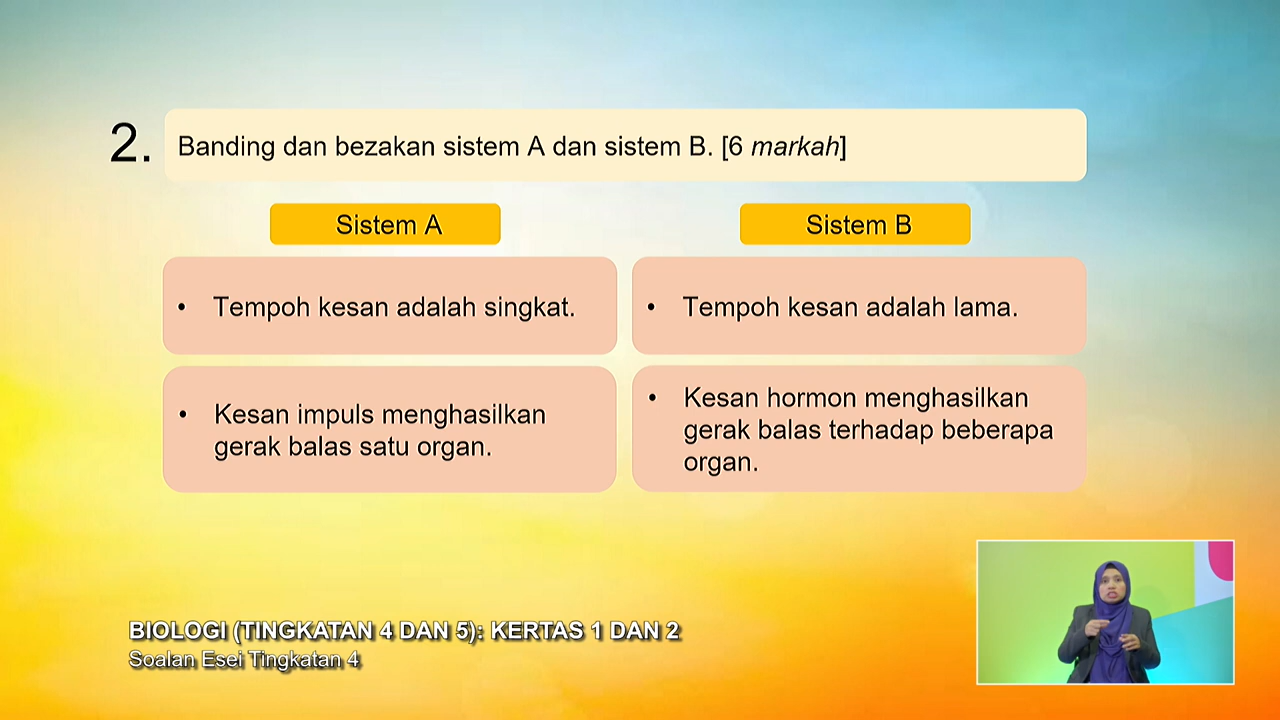 2.
Banding dan bezakan sistem A dan sistem B. [6 markah]
Sistem A
Sistem B
• Tempoh kesan adalah singkat.
• Tempoh kesan adalah lama.
• Kesan impuls menghasilkan
gerak balas satu organ.
• Kesan hormon menghasilkan
gerak balas terhadap beberapa
organ.
BIOLOGI (TINGKATAN 4 DAN 5): KERTAS 1 DAN 2
Soalan Esei Tingkatan 4